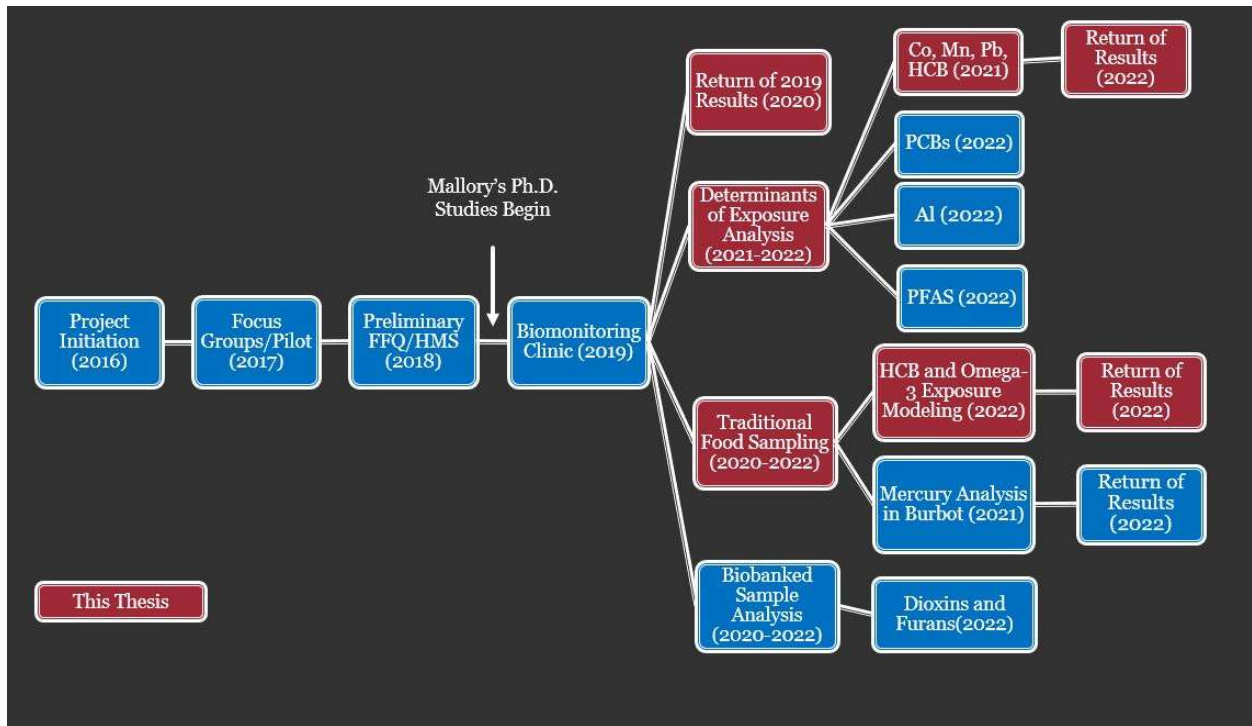 Project
Initiation
(2016)
Focus
Groups/Pilot
(2017)
Preliminary
FFQ/HMS
(2018)
Mallory's Ph.D.
Studies Begin
Biomonitoring
Clinic (2019)
Return of 2019
Results (2020)
Determinants
of Exposure
Analysis
(2021-2022)
Co, Mn, Pb,
HCB (2021)
Return of
Results
(2022)
PCBs (2022)
Al (2022)
PFAS (2022)
Traditional
Food Sampling
(2020-2022)
HCB and Omega-
3 Exposure
Modeling (2022)
Return of
Results
(2022)
Mercury Analysis
in Burbot (2021)
Return of
Results
(2022)
Biobanked
Sample
Analysis
(2020-2022)
Dioxins and
Furans(2022)
This Thesis